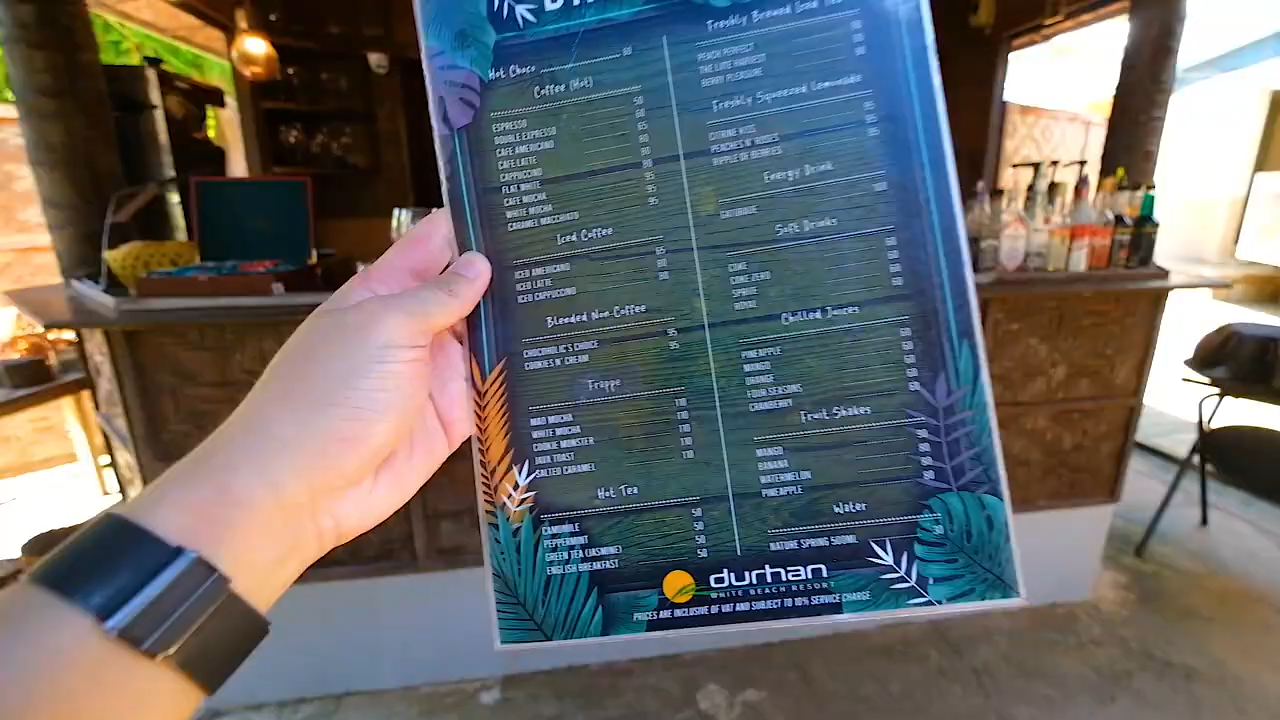 Hot Choco 60
Coffee (Hot)
ESPRESSO 50
DOUBLE ESPRESSO 60
CAFE AMERICANO 65
CAFE LATTE 80
CAPPUCCINO 80
FLAT WHITE 80
CAFE MOCHA 95
WHITE MOCHA 95
CARAMEL MACCHIATO 95
Iced Coffee
ICED AMERICANO 65
ICED LATTE 80
ICED CAPPUCCINO 80
Blended Non-Coffee
CHOCOHOLIC'S CHOICE 95
COOKIES N' CREAM 95
Frappe
MAD MOCHA 110
WHITE MOCHA 110
COOKIE MONSTER 110
JAVA TOAST 110
SALTED CARAMEL 110
Hot Tea
CAMOMILE 50
PEPPERMINT 50
GREEN TEA (JASMINE) 50
ENGLISH BREAKFAST 50
Freshly Brewed Iced Tea
PEACH PERFECT
THE LUTE HARVEST
BERRY PLEASURE
Freshly Squeezed Lemonade
CITRINE KISS 85
PEACHES N' ROSES 85
RIPPLE OF BERRIES 85
Energy Drink
GATORADE 100
Soft Drinks
COKE 60
COKE ZERO 60
SPRITE 60
ROYAL 60
Chilled Juices
PINEAPPLE 60
MANGO 60
ORANGE 60
FOUR SEASONS 60
CRANBERRY 60
Fruit Shakes
MANGO 90
BANANA 90
WATERMELON 90
PINEAPPLE 90
Water
NATURE SPRING 500ML 30
durhan
WHITE BEACH RESORT
PRICES ARE INCLUSIVE OF VAT AND SUBJECT TO 10% SERVICE CHARGE